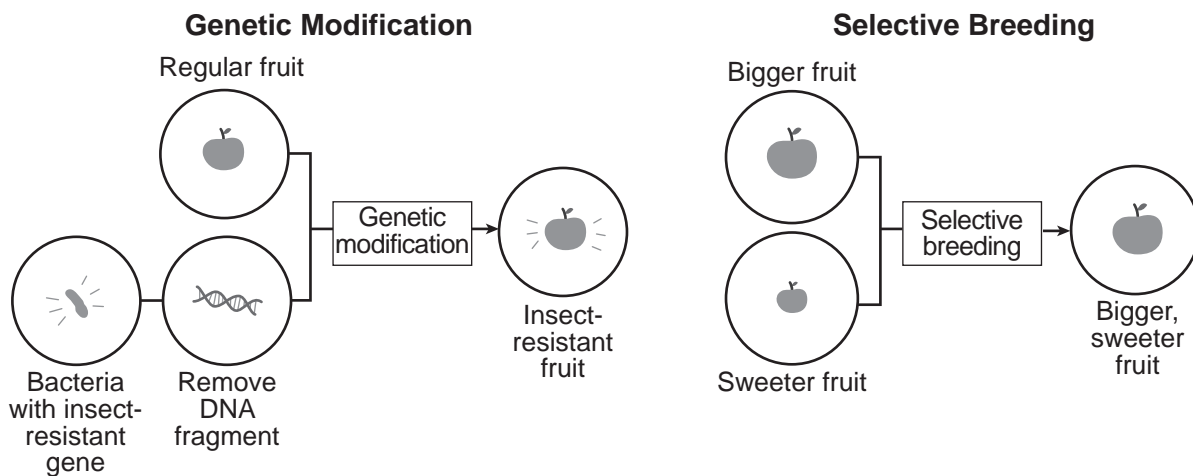 Genetic Modification
Regular fruit
Genetic
modification
Insect-
resistant
fruit
Bacteria
with insect-
resistant
gene
Remove
DNA
fragment
Selective Breeding
Bigger fruit
Selective
breeding
Sweeter fruit
Bigger,
sweeter
fruit